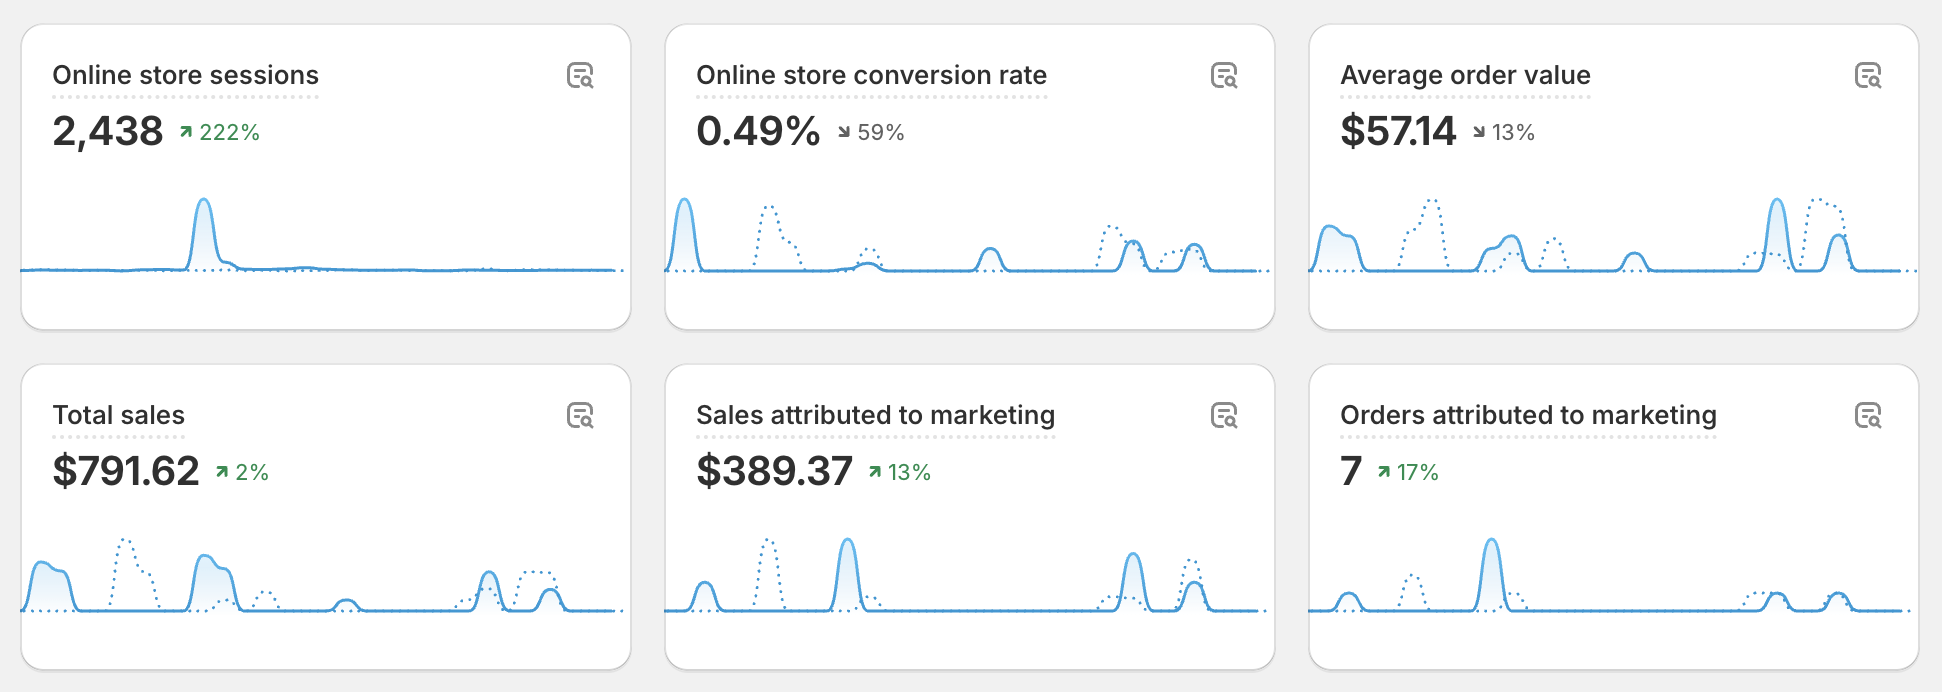 Online store sessions
2,438 222%
Online store conversion rate
0.49% 59%
Average order value
$57.14 13%
Total sales
$791.62 2%
Sales attributed to marketing
$389.37 13%
Orders attributed to marketing
7 17%